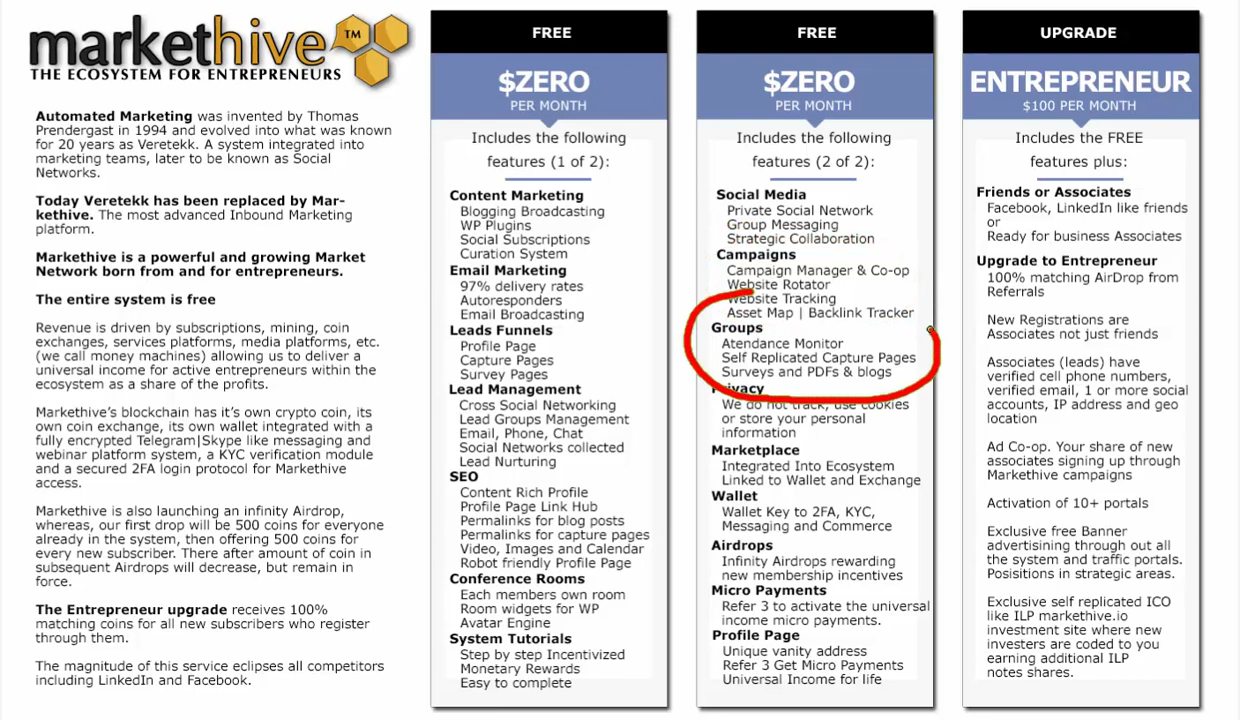 markethive
TM
THE ECOSYSTEM FOR ENTREPRENEURS
Automated Marketing was invented by Thomas
Prendergast in 1994 and evolved into what was known
for 20 years as Veretekk. A system integrated into
marketing teams, later to be known as Social
Networks.
Today Veretekk has been replaced by Mar-
kethive. The most advanced Inbound Marketing
platform.
Markethive is a powerful and growing Market
Network born from and for entrepreneurs.
The entire system is free
Revenue is driven by subscriptions, mining, coin
exchanges, services platforms, media platforms, etc.
(we call money machines) allowing us to deliver a
universal income for active entrepreneurs within the
ecosystem as a share of the profits.
Markethive's blockchain has it's own crypto coin, its
own coin exchange, its own wallet integrated with a
fully encrypted Telegram|Skype like messaging and
webinar platform system, a KYC verification module
and a secured 2FA login protocol for Markethive
access.
Markethive is also launching an infinity Airdrop,
whereas, our first drop will be 500 coins for everyone
already in the system, then offering 500 coins for
every new subscriber. There after amount of coin in
subsequent Airdrops will decrease, but remain in
force.
The Entrepreneur upgrade receives 100%
matching coins for all new subscribers who register
through them.
The magnitude of this service eclipses all competitors
including LinkedIn and Facebook.
FREE
$ZERO
PER MONTH
Includes the following
features (1 of 2):
Content Marketing
Blogging Broadcasting
WP Plugins
Social Subscriptions
Curation System
Email Marketing
97% delivery rates
Autoresponders
Email Broadcasting
Leads Funnels
Profile Page
Capture Pages
Survey Pages
Lead Management
Cross Social Networking
Lead Groups Management
Email, Phone, Chat
Social Networks collected
Lead Nurturing
SEO
Content Rich Profile
Profile Page Link Hub
Permalinks for blog posts
Permalinks for capture pages
Video, Images and Calendar
Robot friendly Profile Page
Conference Rooms
Each members own room
Room widgets for WP
Avatar Engine
System Tutorials
Step by step Incentivized
Monetary Rewards
Easy to complete
FREE
$ZERO
PER MONTH
Includes the following
features (2 of 2):
Social Media
Private Social Network
Group Messaging
Strategic Collaboration
Campaigns
Campaign Manager & Co-op
Website Rotator
Website Tracking
Asset Map | Backlink Tracker
Groups
Atendance Monitor
Self Replicated Capture Pages
Surveys and PDFs & blogs
Privacy
We do not track, use cookies
or store your personal
information
Marketplace
Integrated Into Ecosystem
Linked to Wallet and Exchange
Wallet
Wallet Key to 2FA, KYC,
Messaging and Commerce
Airdrops
Infinity Airdrops rewarding
new membership incentives
Micro Payments
Refer 3 to activate the universal
income micro payments.
Profile Page
Unique vanity address
Refer 3 Get Micro Payments
Universal Income for life
UPGRADE
ENTREPRENEUR
$100 PER MONTH
Includes the FREE
features plus:
Friends or Associates
Facebook, LinkedIn like friends
or
Ready for business Associates
Upgrade to Entrepreneur
100% matching AirDrop from
Referrals
New Registrations are
Associates not just friends
Associates (leads) have
verified cell phone numbers,
verified email, 1 or more social
accounts, IP address and geo
location
Ad Co-op. Your share of new
associates signing up through
Markethive campaigns
Activation of 10+ portals
Exclusive free Banner
advertisining through out all
the system and traffic portals.
Posisitions in strategic areas.
Exclusive self replicated ICO
like ILP markethive.io
investment site where new
investers are coded to you
earning additional ILP
notes shares.